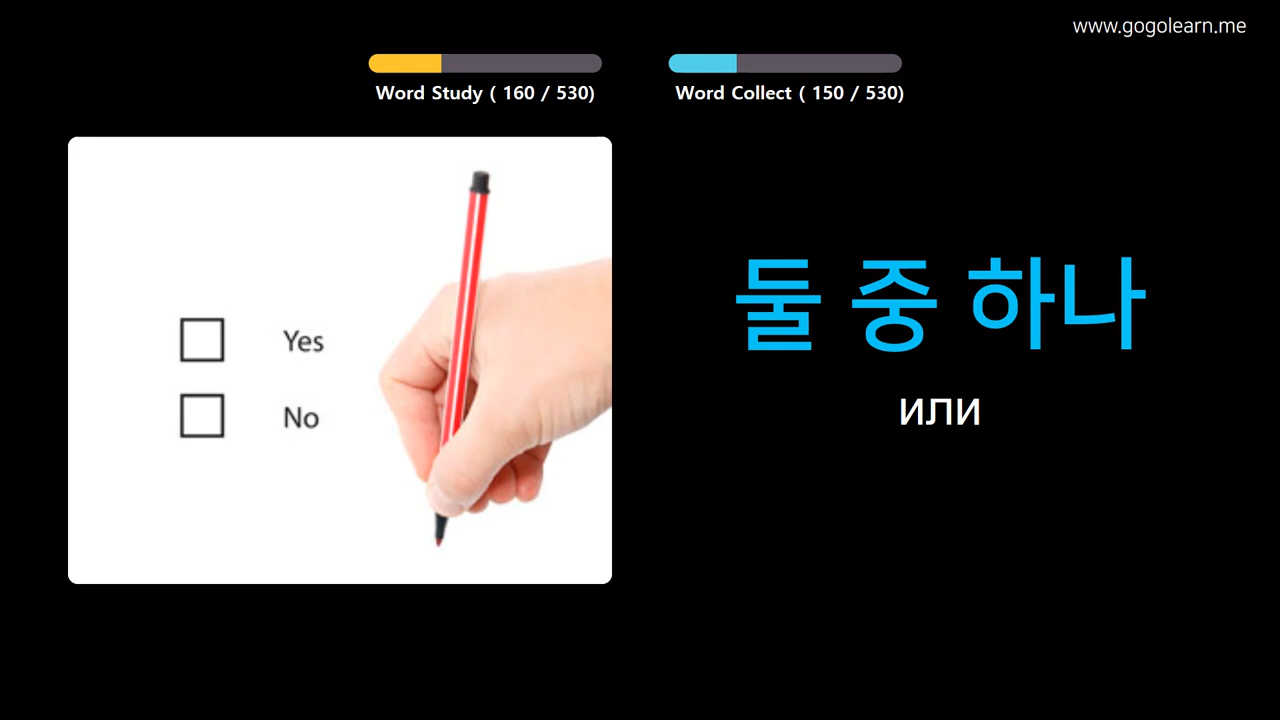 www.gogolearn.me
Word Study ( 160 / 530)
Word Collect ( 150 / 530)
Yes
No
둘 중 하나
или